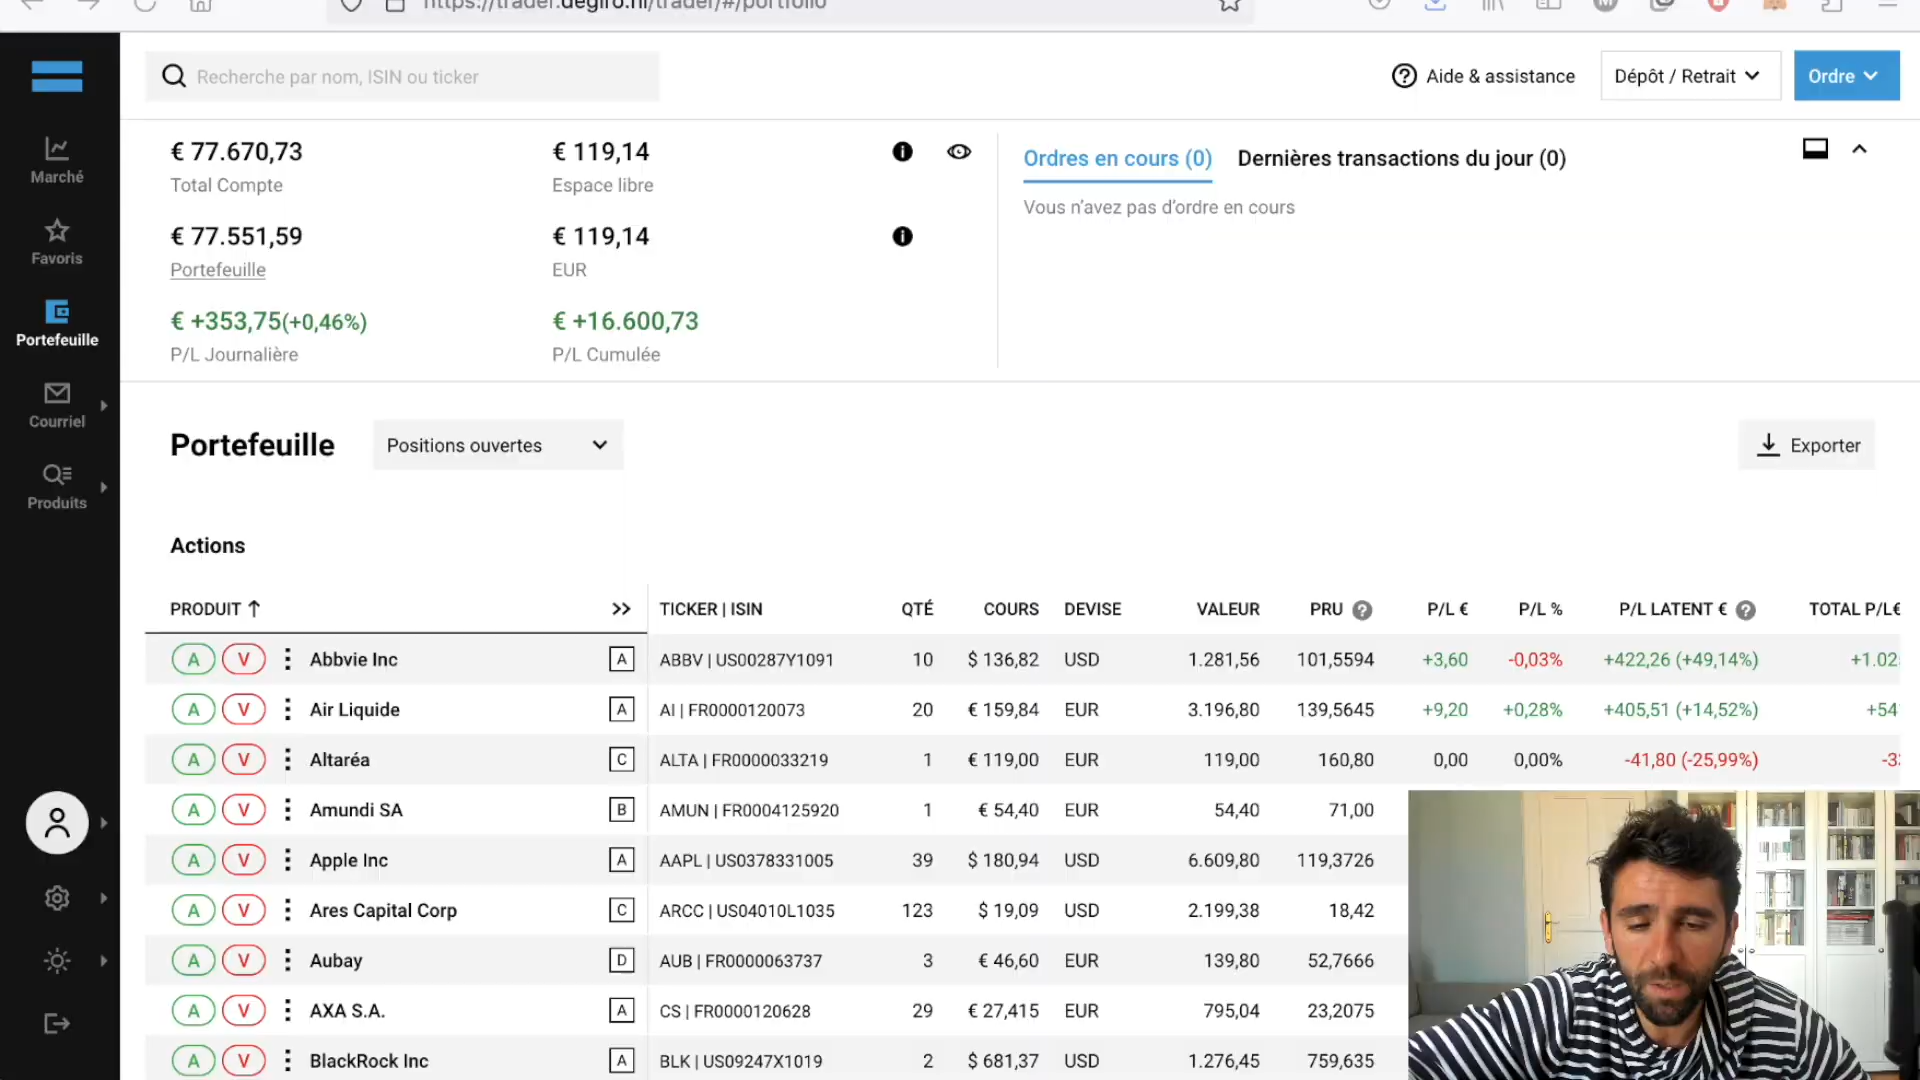 https://trader.degiro.nl/trader/#/portfolio
Recherche par nom, ISIN ou ticker
Aide & assistance
Dépôt / Retrait
Ordre
Marché
Favoris
Portefeuille
Courriel
Produits
€ 77.670,73
Total Compte
€ 119,14
Espace libre
€ 77.551,59
Portefeuille
€ 119,14
EUR
€ +353,75(+0,46%)
P/L Journalière
€ +16.600,73
P/L Cumulée
Ordres en cours (0) Dernières transactions du jour (0)
Vous n'avez pas d'ordre en cours
Portefeuille
Positions ouvertes
Exporter
Actions
PRODUIT TICKER | ISIN QTÉ COURS DEVISE VALEUR PRU P/L € P/L % P/L LATENT € TOTAL P/L€
A V Abbvie Inc A ABBV | US00287Y1091 10 $ 136,82 USD 1.281,56 101,5594 +3,60 -0,03% +422,26 (+49,14%) +1.02
A V Air Liquide A AI | FR0000120073 20 € 159,84 EUR 3.196,80 139,5645 +9,20 +0,28% +405,51 (+14,52%) +54
A V Altaréa C ALTA | FR0000033219 1 € 119,00 EUR 119,00 160,80 0,00 0,00% -41,80 (-25,99%) -3
A V Amundi SA B AMUN | FR0004125920 1 € 54,40 EUR 54,40 71,00
A V Apple Inc A AAPL | US0378331005 39 $ 180,94 USD 6.609,80 119,3726
A V Ares Capital Corp C ARCC | US04010L1035 123 $ 19,09 USD 2.199,38 18,42
A V Aubay D AUB | FR0000063737 3 € 46,60 EUR 139,80 52,7666
A V AXA S.A. A CS | FR0000120628 29 € 27,415 EUR 795,04 23,2075
A V BlackRock Inc A BLK | US09247X1019 2 $ 681,37 USD 1.276,45 759,635